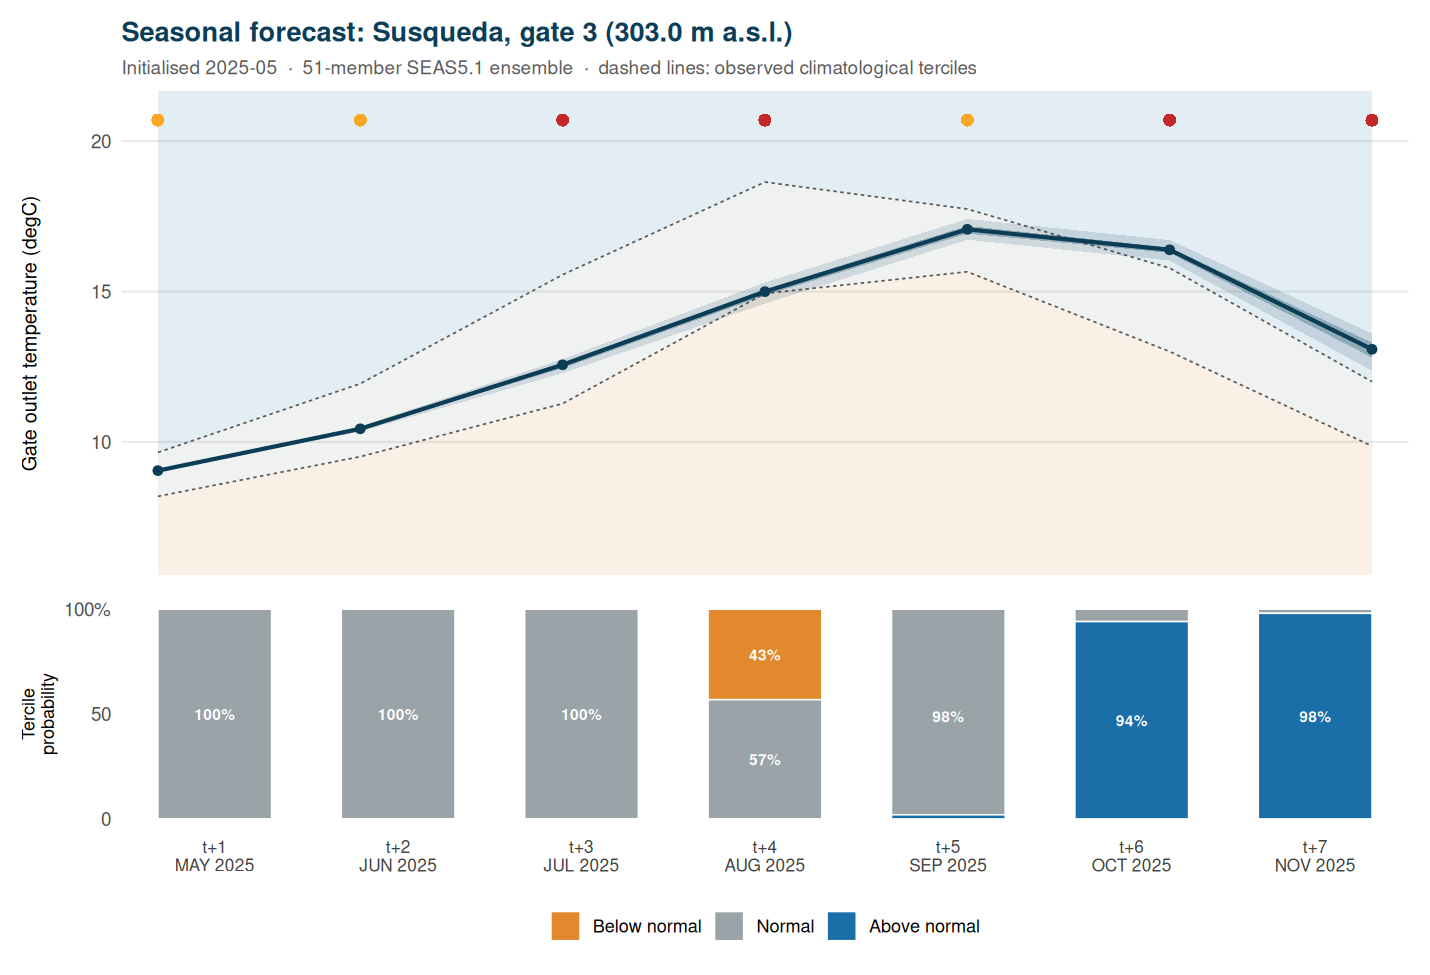 Seasonal forecast: Susqueda, gate 3 (303.0 m a.s.l.)
Initialised 2025-05 · 51-member SEAS5.1 ensemble · dashed lines: observed climatological terciles
Gate outlet temperature (degC)
20
15
10
Tercile
probability
100%
50
0
100%
100%
100%
43%
57%
98%
94%
98%
t+1
MAY 2025
t+2
JUN 2025
t+3
JUL 2025
t+4
AUG 2025
t+5
SEP 2025
t+6
OCT 2025
t+7
NOV 2025
Below normal
Normal
Above normal